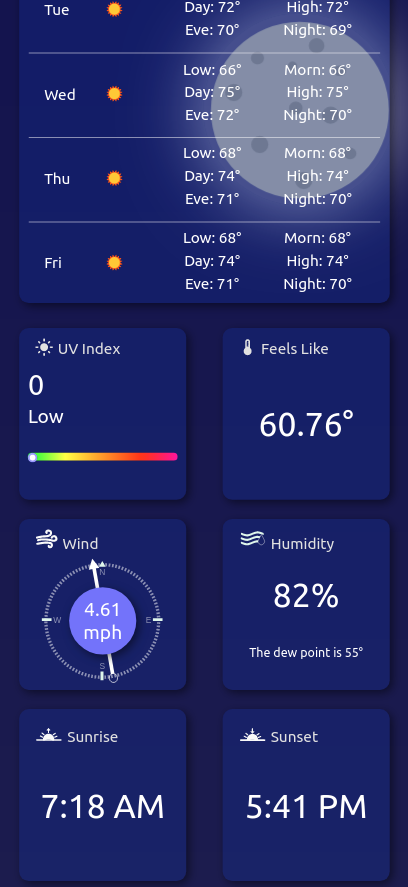 Tue
Day: 72° High: 72°
Eve: 70° Night: 69°
Low: 66° Morn: 66°
Wed Day: 75° High: 75°
Eve: 72° Night: 70°
Low: 68° Morn: 68°
Thu Day: 74° High: 74°
Eve: 71° Night: 70°
Low: 68° Morn: 68°
Fri Day: 74° High: 74°
Eve: 71° Night: 70°
UV Index
0
Low
Feels Like
60.76°
Wind
N
W E
S
4.61
mph
Humidity
82%
The dew point is 55°
Sunrise
7:18 AM
Sunset
5:41 PM